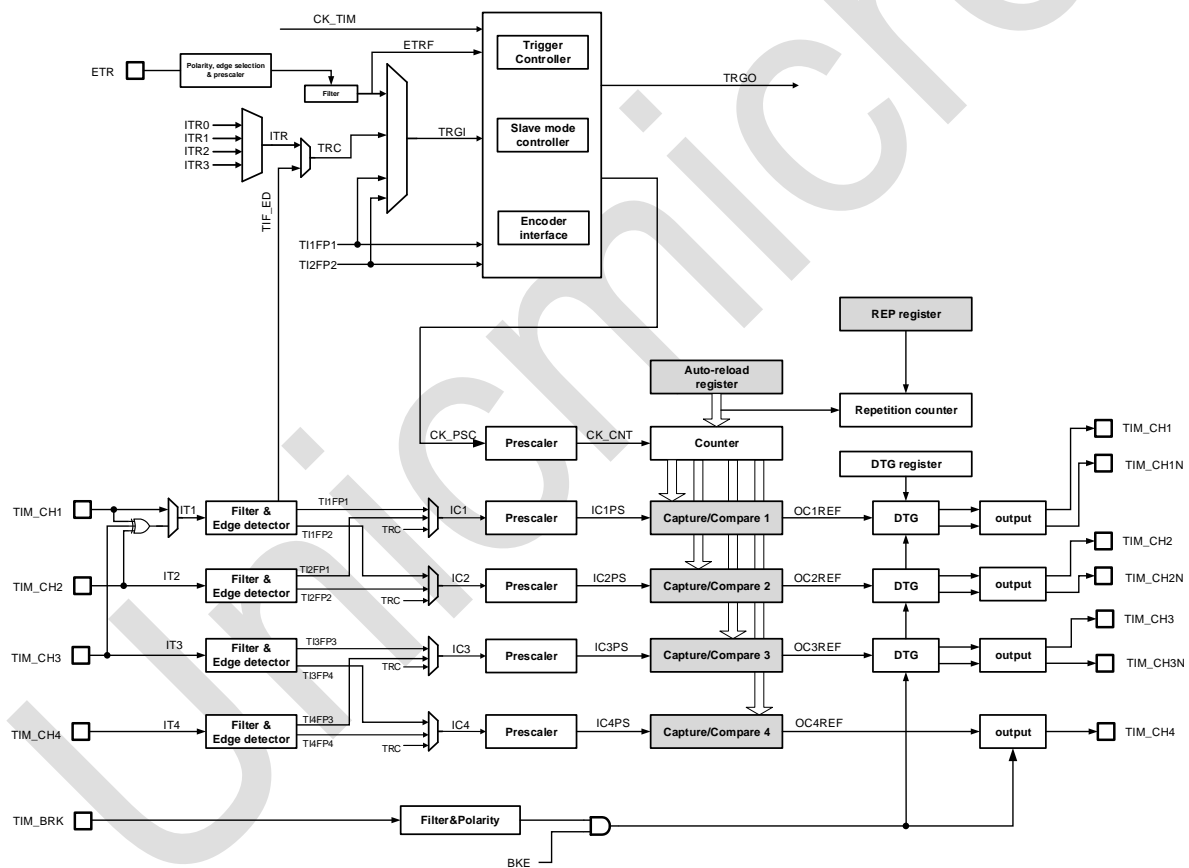 CK_TIM
ETRF
Trigger
Controller
ETR
Polarity, edge selection
& prescaler
Filter
TRGO
ITR0
ITR1
ITR2
ITR3
ITR
TRC
TRGI
Slave mode
controller
TIF_ED
Encoder
interface
TI1FP1
TI2FP2
REP register
Auto-reload
register
Repetition counter
CK_PSC
Prescaler
CK_CNT
Counter
TIM_CH1
DTG register
TIM_CH1N
TIM_CH1
IT1
Filter &
Edge detector
TI1FP1
TI1FP2
TRC
IC1
Prescaler
IC1PS
Capture/Compare 1
OC1REF
DTG
output
TIM_CH2
TIM_CH2
IT2
Filter &
Edge detector
TI2FP1
TI2FP2
TRC
IC2
Prescaler
IC2PS
Capture/Compare 2
OC2REF
DTG
output
TIM_CH2N
TIM_CH3
TIM_CH3
IT3
Filter &
Edge detector
TI3FP3
TI3FP4
TRC
IC3
Prescaler
IC3PS
Capture/Compare 3
OC3REF
DTG
output
TIM_CH3N
TIM_CH4
IT4
Filter &
Edge detector
TI4FP3
TI4FP4
TRC
IC4
Prescaler
IC4PS
Capture/Compare 4
OC4REF
output
TIM_CH4
TIM_BRK
Filter&Polarity
BKE
Unicmicro